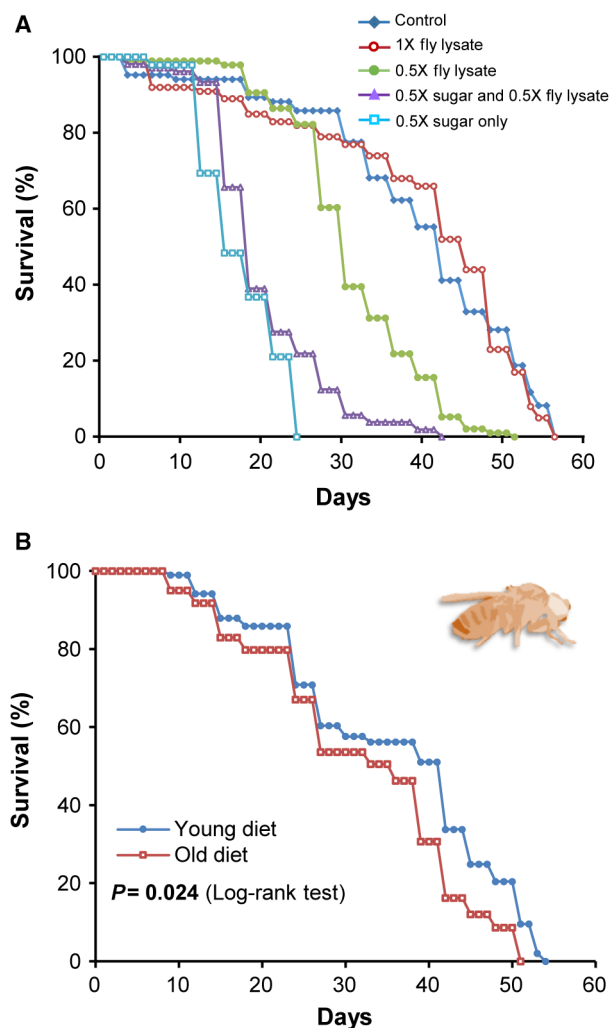 A
Control
1X fly lysate
0.5X fly lysate
0.5X sugar and 0.5X fly lysate
0.5X sugar only
Survival (%)
100
80
60
40
20
0
0 10 20 30 40 50 60
Days
B
Survival (%)
100
80
60
40
20
0
Young diet
Old diet
P= 0.024 (Log-rank test)
0 10 20 30 40 50 60
Days